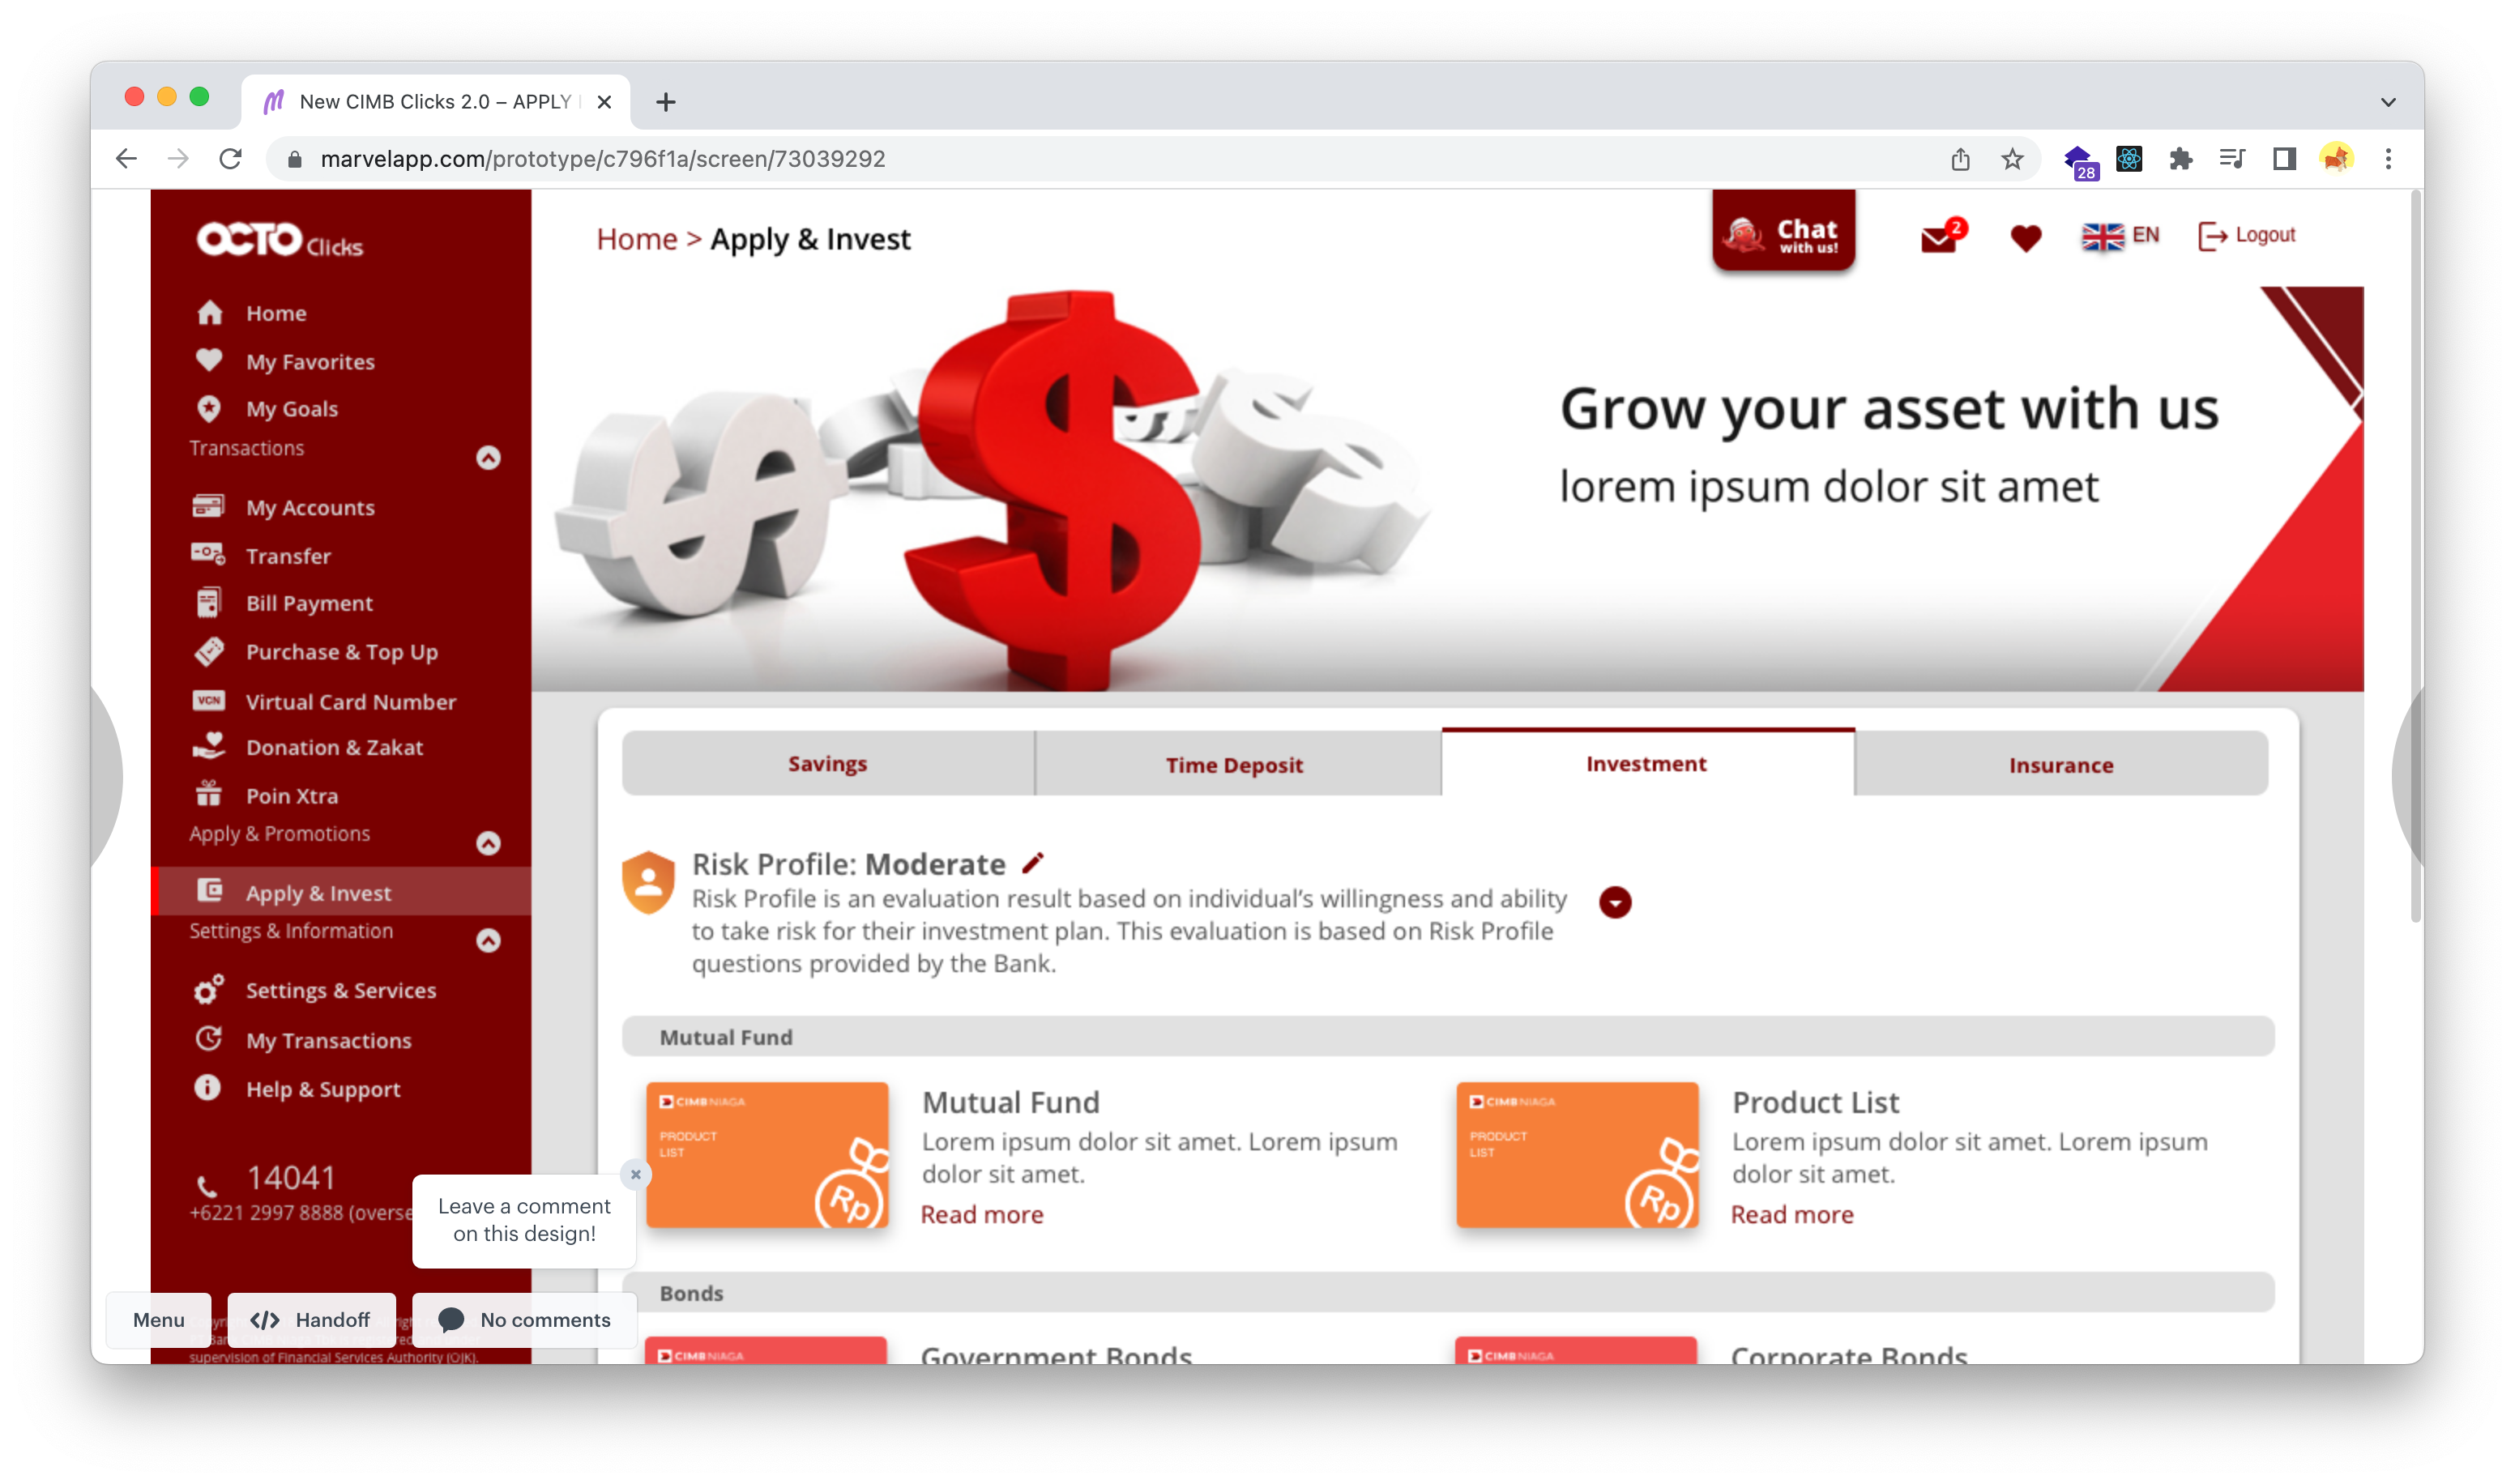 New CIMB Clicks 2.0 – APPLY
marvelapp.com/prototype/c796f1a/screen/73039292
28
OCTO Clicks
Home
My Favorites
My Goals
Transactions
My Accounts
Transfer
Bill Payment
Purchase & Top Up
VCN
Virtual Card Number
Donation & Zakat
Poin Xtra
Apply & Promotions
Apply & Invest
Settings & Information
Settings & Services
My Transactions
Help & Support
14041
+6221 2997 8888
supervision of Financial Services Authority (OJK).
Leave a comment
on this design!
Menu
Handoff
No comments
Home > Apply & Invest
Chat
with us!
2
EN
Logout
Grow your asset with us
lorem ipsum dolor sit amet
Savings
Time Deposit
Investment
Insurance
Risk Profile: Moderate
Risk Profile is an evaluation result based on individual’s willingness and ability
to take risk for their investment plan. This evaluation is based on Risk Profile
questions provided by the Bank.
Mutual Fund
CIMB NIAGA
PRODUCT
LIST
Rp
Mutual Fund
Lorem ipsum dolor sit amet. Lorem ipsum
dolor sit amet.
Read more
CIMB NIAGA
PRODUCT
LIST
Rp
Product List
Lorem ipsum dolor sit amet. Lorem ipsum
dolor sit amet.
Read more
Bonds
CIMB NIAGA
Government Bonds
CIMB NIAGA
Corporate Bonds